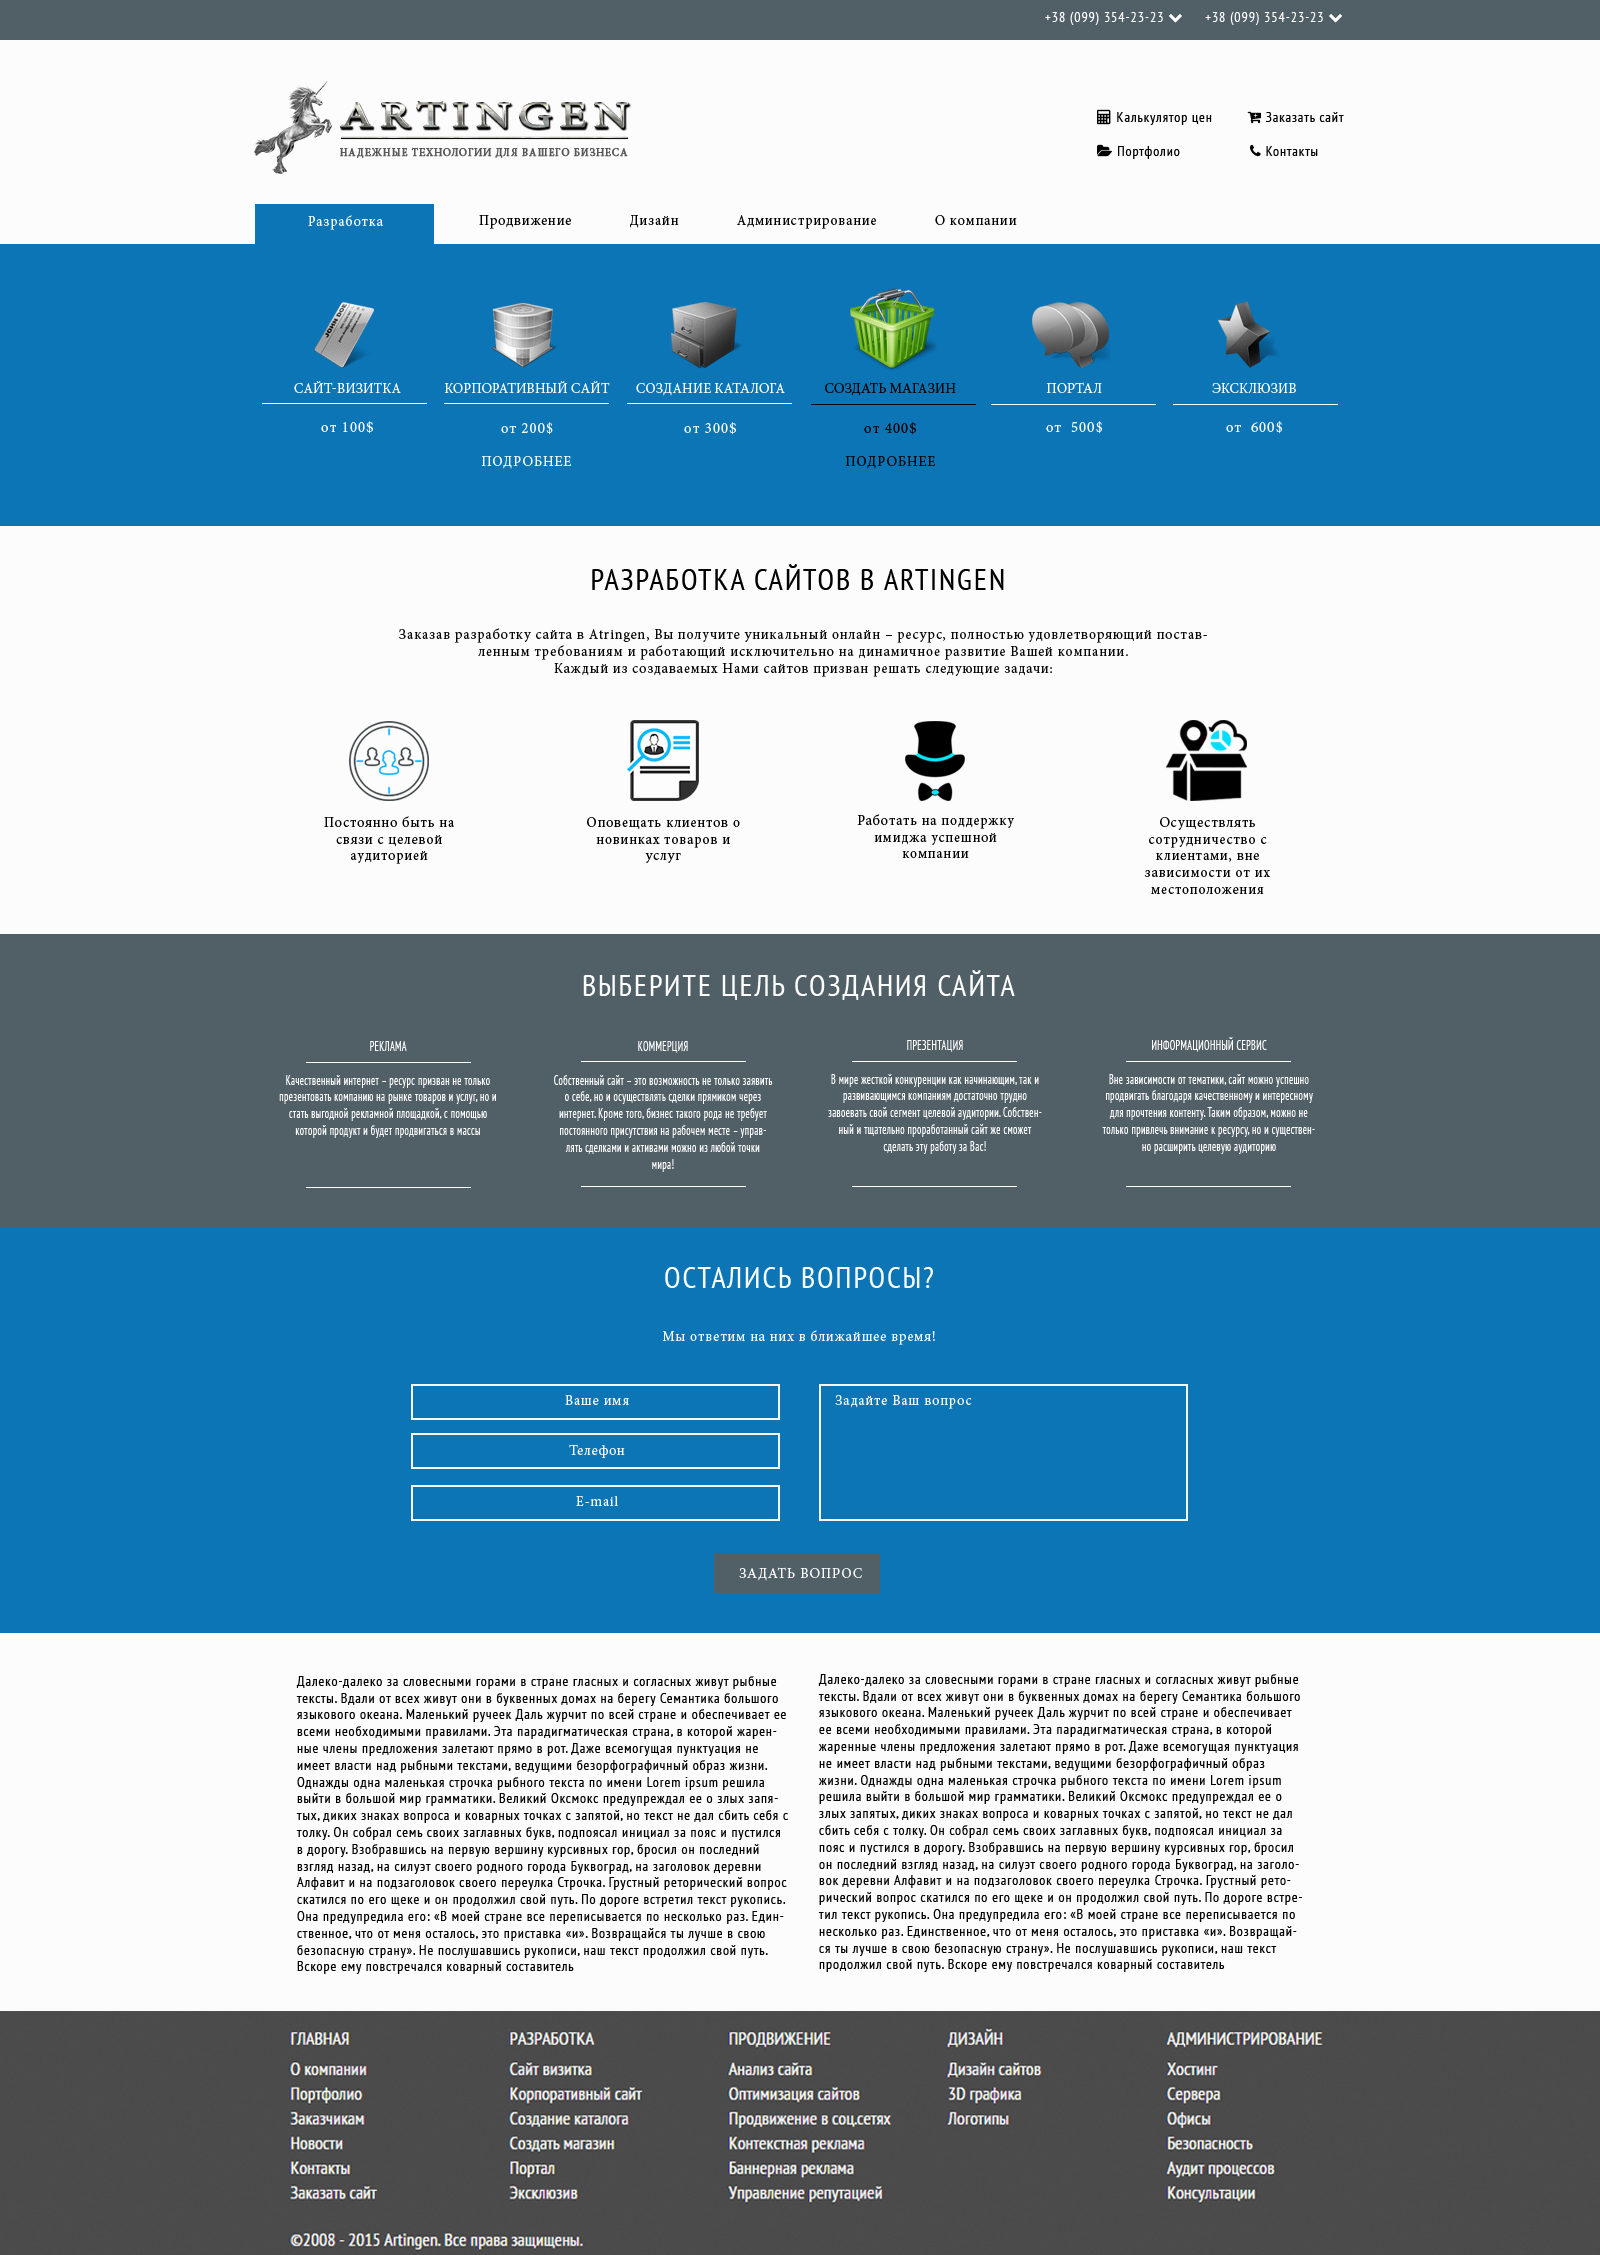 +38 (099) 354-23-23 +38 (099) 354-23-23
ARTINGEN
НАДЕЖНЫЕ ТЕХНОЛОГИИ ДЛЯ ВАШЕГО БИЗНЕСА
Калькулятор цен
Заказать сайт
Портфолио
Контакты
Разработка
Продвижение
Дизайн
Администрирование
О компании
JOHN DOE
САЙТ-ВИЗИТКА
от 100$
КОРПОРАТИВНЫЙ САЙТ
от 200$
ПОДРОБНЕЕ
СОЗДАНИЕ КАТАЛОГА
от 300$
СОЗДАТЬ МАГАЗИН
от 400$
ПОДРОБНЕЕ
ПОРТАЛ
от 500$
ЭКСКЛЮЗИВ
от 600$
РАЗРАБОТКА САЙТОВ В ARTINGEN
Заказав разработку сайта в Atringen, Вы получите уникальный онлайн – ресурс, полностью удовлетворяющий постав-
ленным требованиям и работающий исключительно на динамичное развитие Вашей компании.
Каждый из создаваемых Нами сайтов призван решать следующие задачи:
Постоянно быть на
связи с целевой
аудиторией
Оповещать клиентов о
новинках товаров и
услуг
Работать на поддержку
имиджа успешной
компании
Осуществлять
сотрудничество с
клиентами, вне
зависимости от их
местоположения
ВЫБЕРИТЕ ЦЕЛЬ СОЗДАНИЯ САЙТА
РЕКЛАМА
Качественный интернет – ресурс призван не только
презентовать компанию на рынке товаров и услуг, но и
стать выгодной рекламной площадкой, с помощью
которой продукт и будет продвигаться в массы
КОММЕРЦИЯ
Собственный сайт – это возможность не только заявить
о себе, но и осуществлять сделки прямиком через
интернет. Кроме того, бизнес такого рода не требует
постоянного присутствия на рабочем месте – управ-
лять сделками и активами можно из любой точки
мира!
ПРЕЗЕНТАЦИЯ
В мире жесткой конкуренции как начинающим, так и
развивающимся компаниям достаточно трудно
завоевать свой сегмент целевой аудитории. Собствен-
ный и тщательно проработанный сайт же сможет
сделать эту работу за Вас!
ИНФОРМАЦИОННЫЙ СЕРВИС
Вне зависимости от тематики, сайт можно успешно
продвигать благодаря качественному и интересному
для прочтения контенту. Таким образом, можно не
только привлечь внимание к ресурсу, но и существен-
но расширить целевую аудиторию
ОСТАЛИСЬ ВОПРОСЫ?
Мы ответим на них в ближайшее время!
Ваше имя
Телефон
E-mail
Задайте Ваш вопрос
ЗАДАТЬ ВОПРОС
Далеко-далеко за словесными горами в стране гласных и согласных живут рыбные
тексты. Вдали от всех живут они в буквенных домах на берегу Семантика большого
языкового океана. Маленький ручеек Даль журчит по всей стране и обеспечивает ее
всеми необходимыми правилами. Эта парадигматическая страна, в которой жарен-
ные члены предложения залетают прямо в рот. Даже всемогущая пунктуация не
имеет власти над рыбными текстами, ведущими безорфографичный образ жизни.
Однажды одна маленькая строчка рыбного текста по имени Lorem ipsum решила
выйти в большой мир грамматики. Великий Оксмокс предупреждал ее о злых запя-
тых, диких знаках вопроса и коварных точках с запятой, но текст не дал сбить себя с
толку. Он собрал семь своих заглавных букв, подпоясал инициал за пояс и пустился
в дорогу. Взобравшись на первую вершину курсивных гор, бросил он последний
взгляд назад, на силуэт своего родного города Буквоград, на заголовок деревни
Алфавит и на подзаголовок своего переулка Строчка. Грустный реторический вопрос
скатился по его щеке и он продолжил свой путь. По дороге встретил текст рукопись.
Она предупредила его: «В моей стране все переписывается по несколько раз. Един-
ственное, что от меня осталось, это приставка «и». Возвращайся ты лучше в свою
безопасную страну». Не послушавшись рукописи, наш текст продолжил свой путь.
Вскоре ему повстречался коварный составитель
Далеко-далеко за словесными горами в стране гласных и согласных живут рыбные
тексты. Вдали от всех живут они в буквенных домах на берегу Семантика большого
языкового океана. Маленький ручеек Даль журчит по всей стране и обеспечивает
ее всеми необходимыми правилами. Эта парадигматическая страна, в которой
жаренные члены предложения залетают прямо в рот. Даже всемогущая пунктуация
не имеет власти над рыбными текстами, ведущими безорфографичный образ
жизни. Однажды одна маленькая строчка рыбного текста по имени Lorem ipsum
решила выйти в большой мир грамматики. Великий Оксмокс предупреждал ее о
злых запятых, диких знаках вопроса и коварных точках с запятой, но текст не дал
сбить себя с толку. Он собрал семь своих заглавных букв, подпоясал инициал за
пояс и пустился в дорогу. Взобравшись на первую вершину курсивных гор, бросил
он последний взгляд назад, на силуэт своего родного города Буквоград, на заголо-
вок деревни Алфавит и на подзаголовок своего переулка Строчка. Грустный рето-
рический вопрос скатился по его щеке и он продолжил свой путь. По дороге встре-
тил текст рукопись. Она предупредила его: «В моей стране все переписывается по
несколько раз. Единственное, что от меня осталось, это приставка «и». Возвращай-
ся ты лучше в свою безопасную страну». Не послушавшись рукописи, наш текст
продолжил свой путь. Вскоре ему повстречался коварный составитель
ГЛАВНАЯ
О компании
Портфолио
Заказчикам
Новости
Контакты
Заказать сайт
РАЗРАБОТКА
Сайт визитка
Корпоративный сайт
Создание каталога
Создать магазин
Портал
Эксклюзив
ПРОДВИЖЕНИЕ
Анализ сайта
Оптимизация сайтов
Продвижение в соц.сетях
Контекстная реклама
Баннерная реклама
Управление репутацией
ДИЗАЙН
Дизайн сайтов
3D графика
Логотипы
АДМИНИСТРИРОВАНИЕ
Хостинг
Сервера
Офисы
Безопасность
Аудит процессов
Консультации
©2008 - 2015 Artingen. Все права защищены.